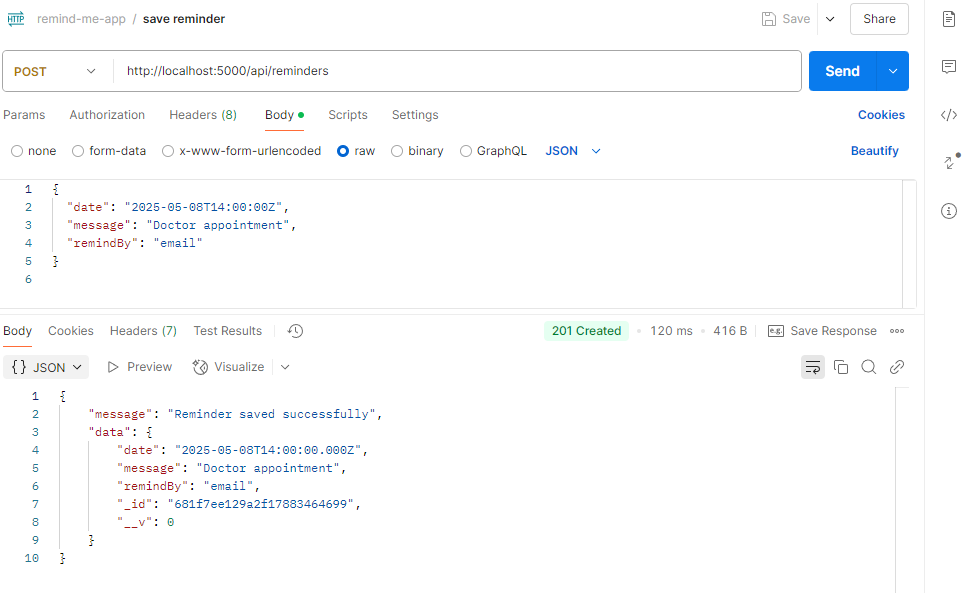 HTTP remind-me-app / save reminder Save Share
POST http://localhost:5000/api/reminders Send
Params Authorization Headers (8) Body Scripts Settings Cookies
none form-data x-www-form-urlencoded raw binary GraphQL JSON Beautify
1 {
2 "date": "2025-05-08T14:00:00Z",
3 "message": "Doctor appointment",
4 "remindBy": "email"
5 }
6
Body Cookies Headers (7) Test Results 201 Created • 120 ms • 416 B e.g. Save Response
{} JSON Preview Visualize
1 {
2 "message": "Reminder saved successfully",
3 "data": {
4 "date": "2025-05-08T14:00:00.000Z",
5 "message": "Doctor appointment",
6 "remindBy": "email",
7 "_id": "681f7ee129a2f17883464699",
8 "__v": 0
9 }
10 }